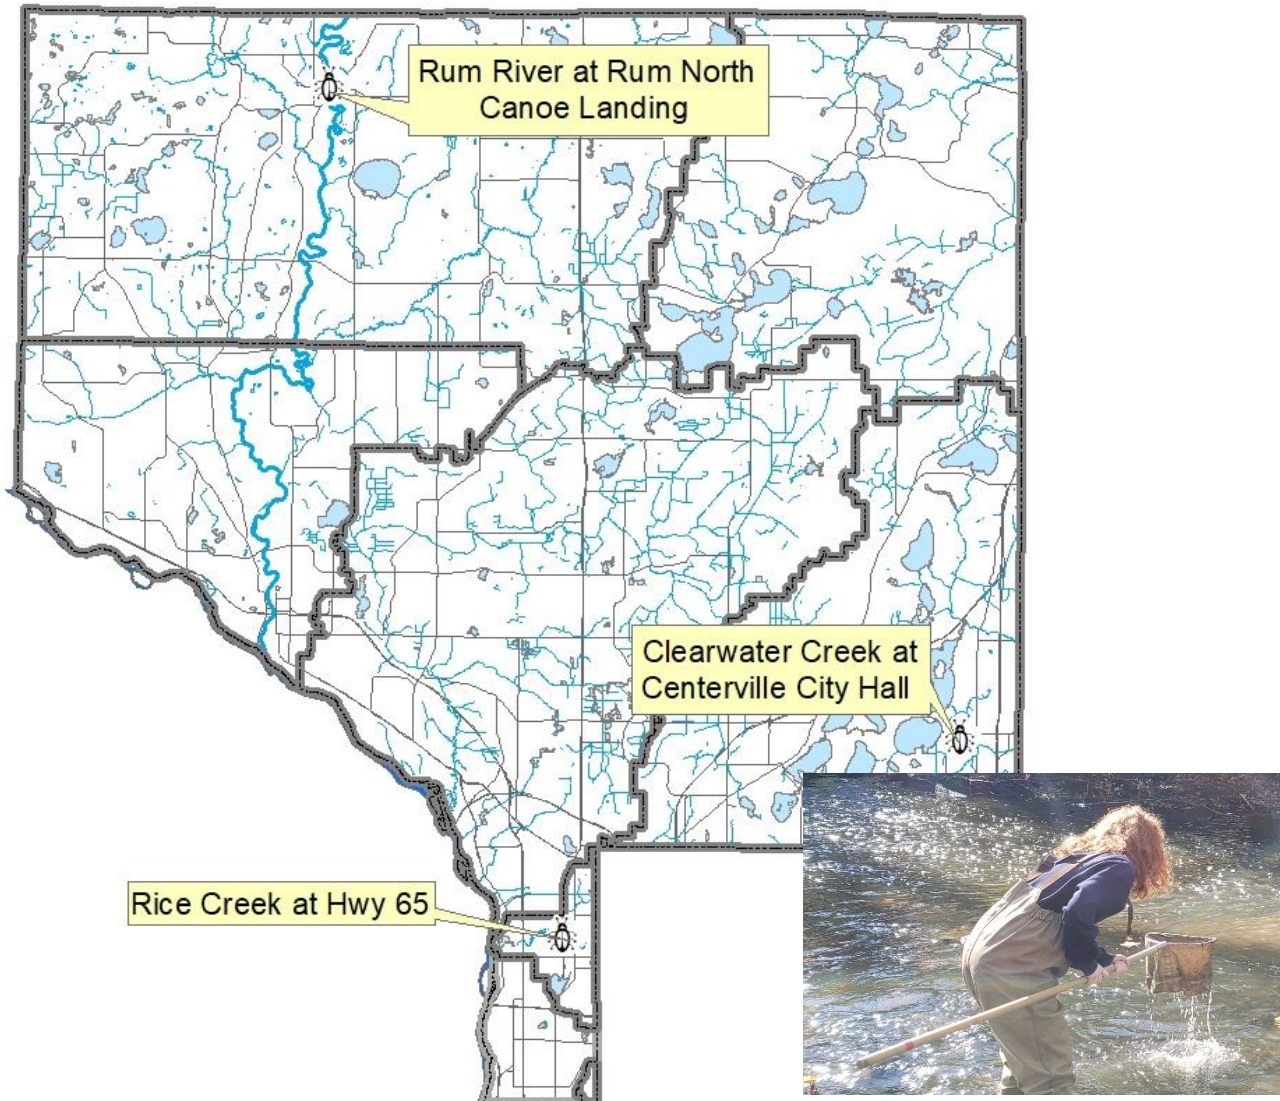 Rum River at Rum North
Canoe Landing
Clearwater Creek at
Centerville City Hall
Rice Creek at Hwy 65